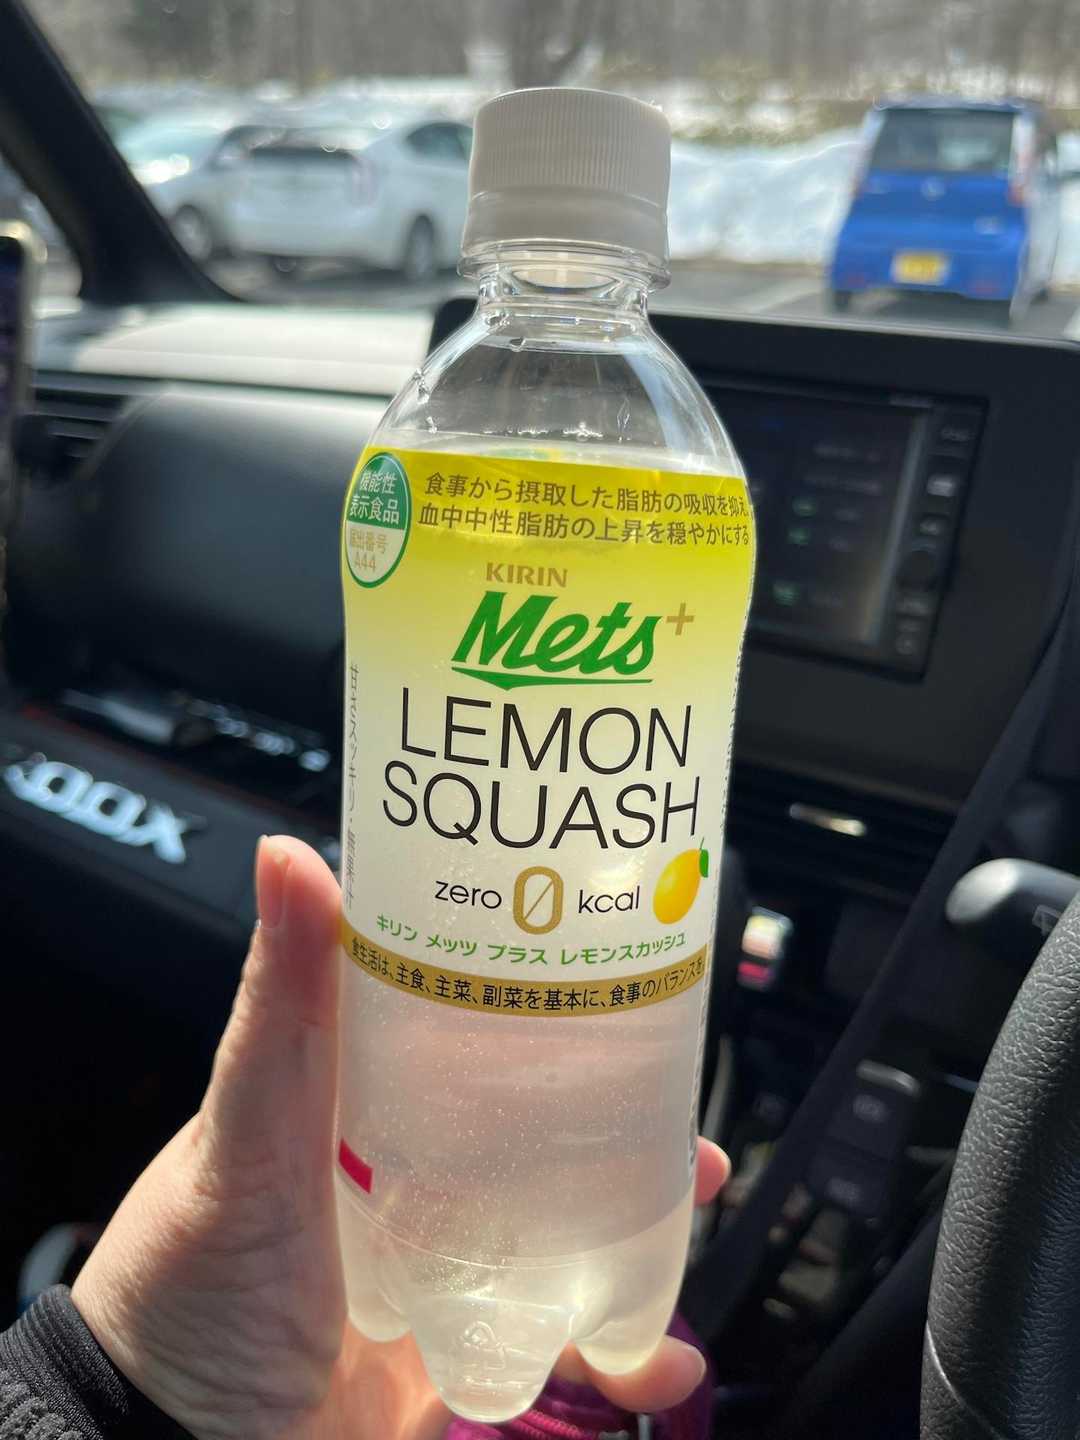 機能性
表示食品
届出番号
A44
食事から摂取した脂肪の吸収を抑え、
血中中性脂肪の上昇を穏やかにする
KIRIN
Mets+
LEMON
SQUASH
zero 0 kcal
キリン メッツ プラス レモンスカッシュ
食生活は、主食、主菜、副菜を基本に、食事のバランスを